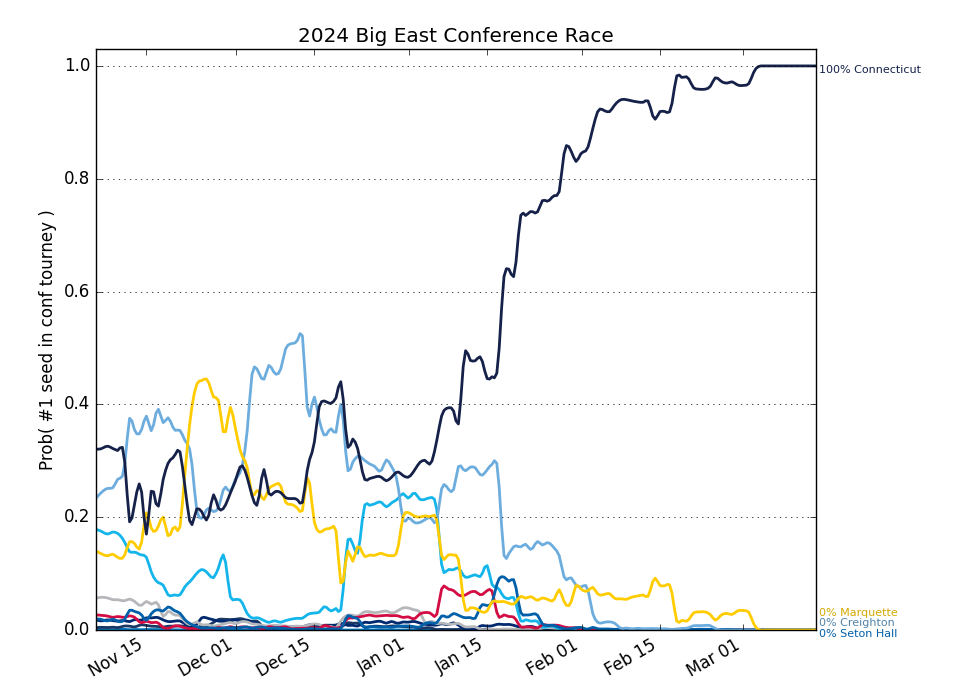 2024 Big East Conference Race
Prob( #1 seed in conf tourney )
1.0
0.8
0.6
0.4
0.2
0.0
Nov 15
Dec 01
Dec 15
Jan 01
Jan 15
Feb 01
Feb 15
Mar 01
100% Connecticut
0% Marquette
0% Creighton
0% Seton Hall